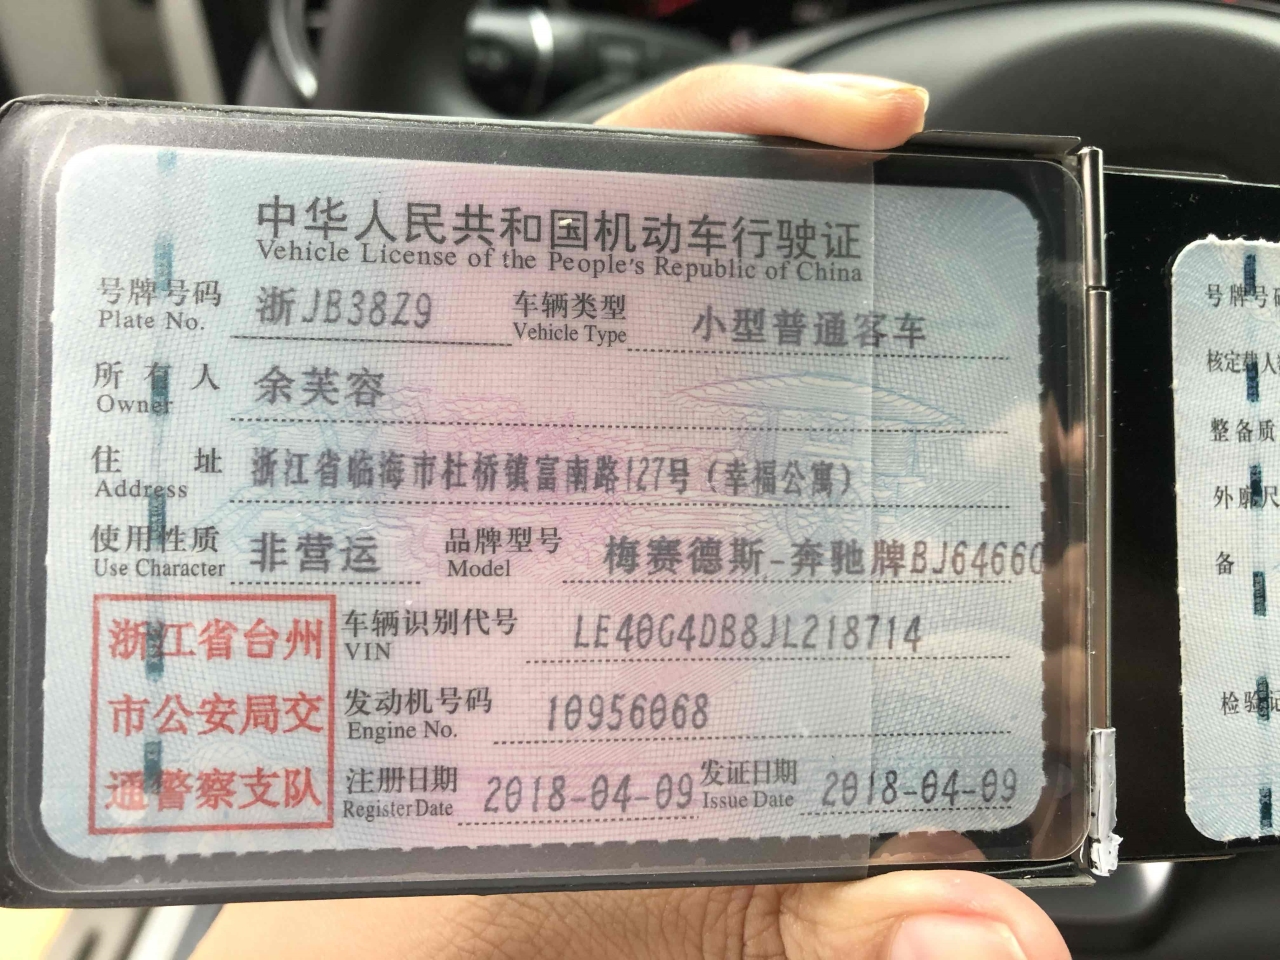 中华人民共和国机动车行驶证
Vehicle License of the People's Republic of China
号牌号码 浙JB38Z9 车辆类型 小型普通客车
Plate No. Vehicle Type
所有人 余芙容
Owner
住址 浙江省临海市杜桥镇富南路127号（幸福公寓）
Address
使用性质 非营运 品牌型号 梅赛德斯-奔驰牌BJ6466G
Use Character Model
浙江省台州
市公安局交
通警察支队
车辆识别代号 LE40G4DB8JL218714
VIN
发动机号码 10956068
Engine No.
注册日期 2018-04-09 发证日期 2018-04-09
Register Date Issue Date
号牌号码
核定载人
整备质
外廓尺
备
检验记